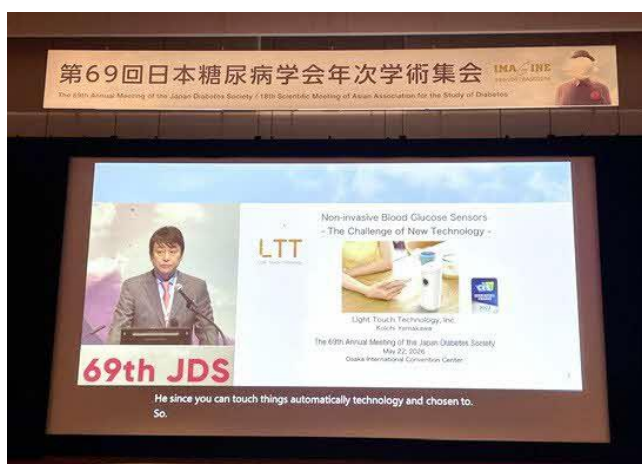 第69回日本糖尿病学会年次学術集会
IMAGINE
The 69th Annual Meeting of the Japan Diabetes Society / 18th Scientific Meeting of Asian Association for the Study of Diabetes
Non-invasive Blood Glucose Sensors
- The Challenge of New Technology -
LTT
Light Touch Technology, Inc.
Koichi Yamakawa
The 69th Annual Meeting of the Japan Diabetes Society
May 22, 2026
Osaka International Convention Center
69th JDS
He since you can touch things automatically technology and chosen to.
So.